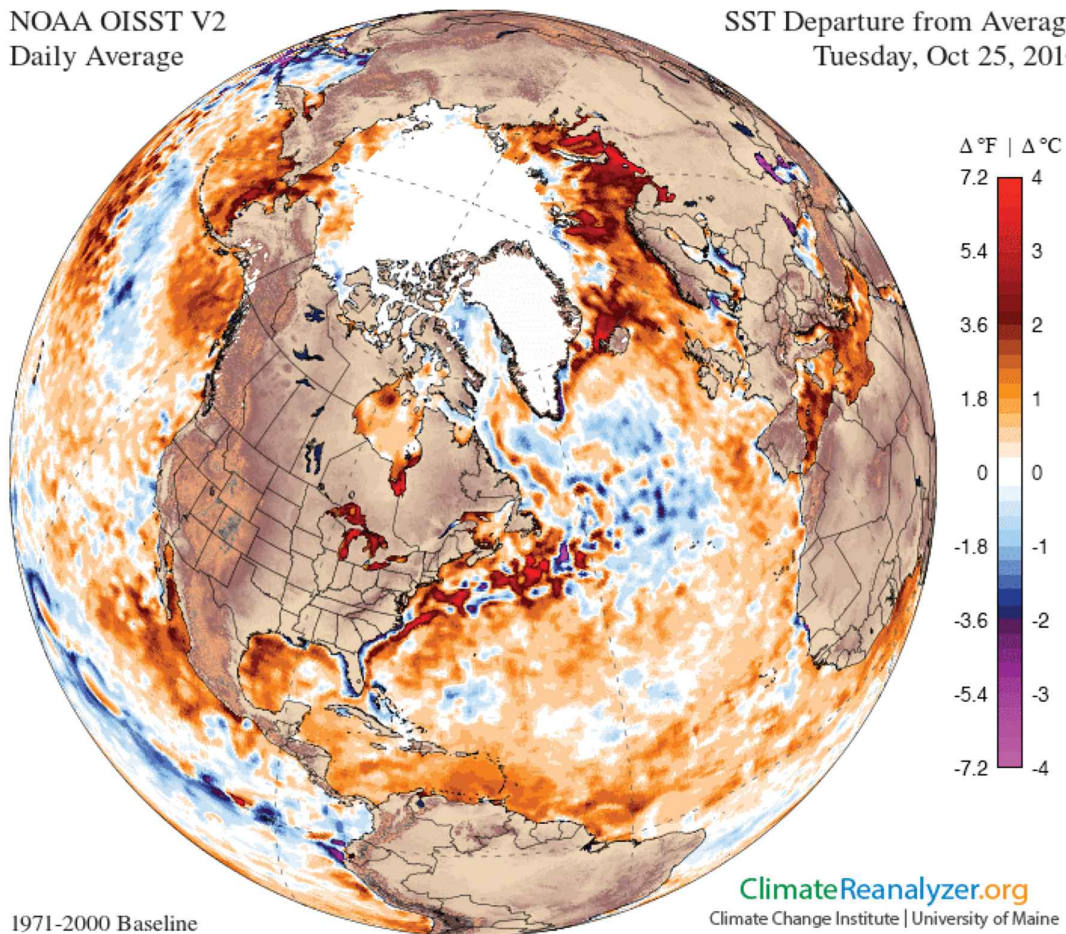 NOAA OISST V2
Daily Average
SST Departure from Averag
Tuesday, Oct 25, 201
Δ °F | Δ °C
7.2 4
5.4 3
3.6 2
1.8 1
0 0
-1.8 -1
-3.6 -2
-5.4 -3
-7.2 -4
ClimateReanalyzer.org
Climate Change Institute | University of Maine
1971-2000 Baseline